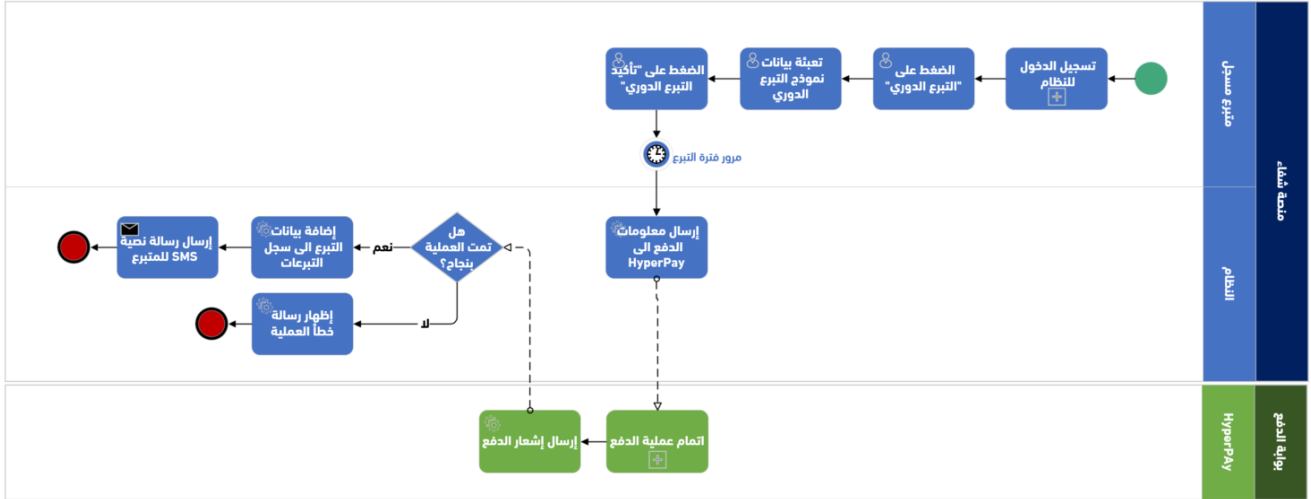 منصة شفاء
متبرع مسجل
تسجيل الدخول
للنظام
الضغط على
"التبرع الدوري"
تعبئة بيانات
نموذج التبرع
الدوري
الضغط على "تأكيد
التبرع الدوري"
مرور فترة التبرع
النظام
إرسال معلومات
الدفع الى
HyperPay
هل
تمت العملية
بنجاح؟
نعم
إضافة بيانات
التبرع الى سجل
التبرعات
إرسال رسالة نصية
SMS للمتبرع
لا
إظهار رسالة
خطأ العملية
بوابة الدفع
HyperPAy
اتمام عملية الدفع
إرسال إشعار الدفع